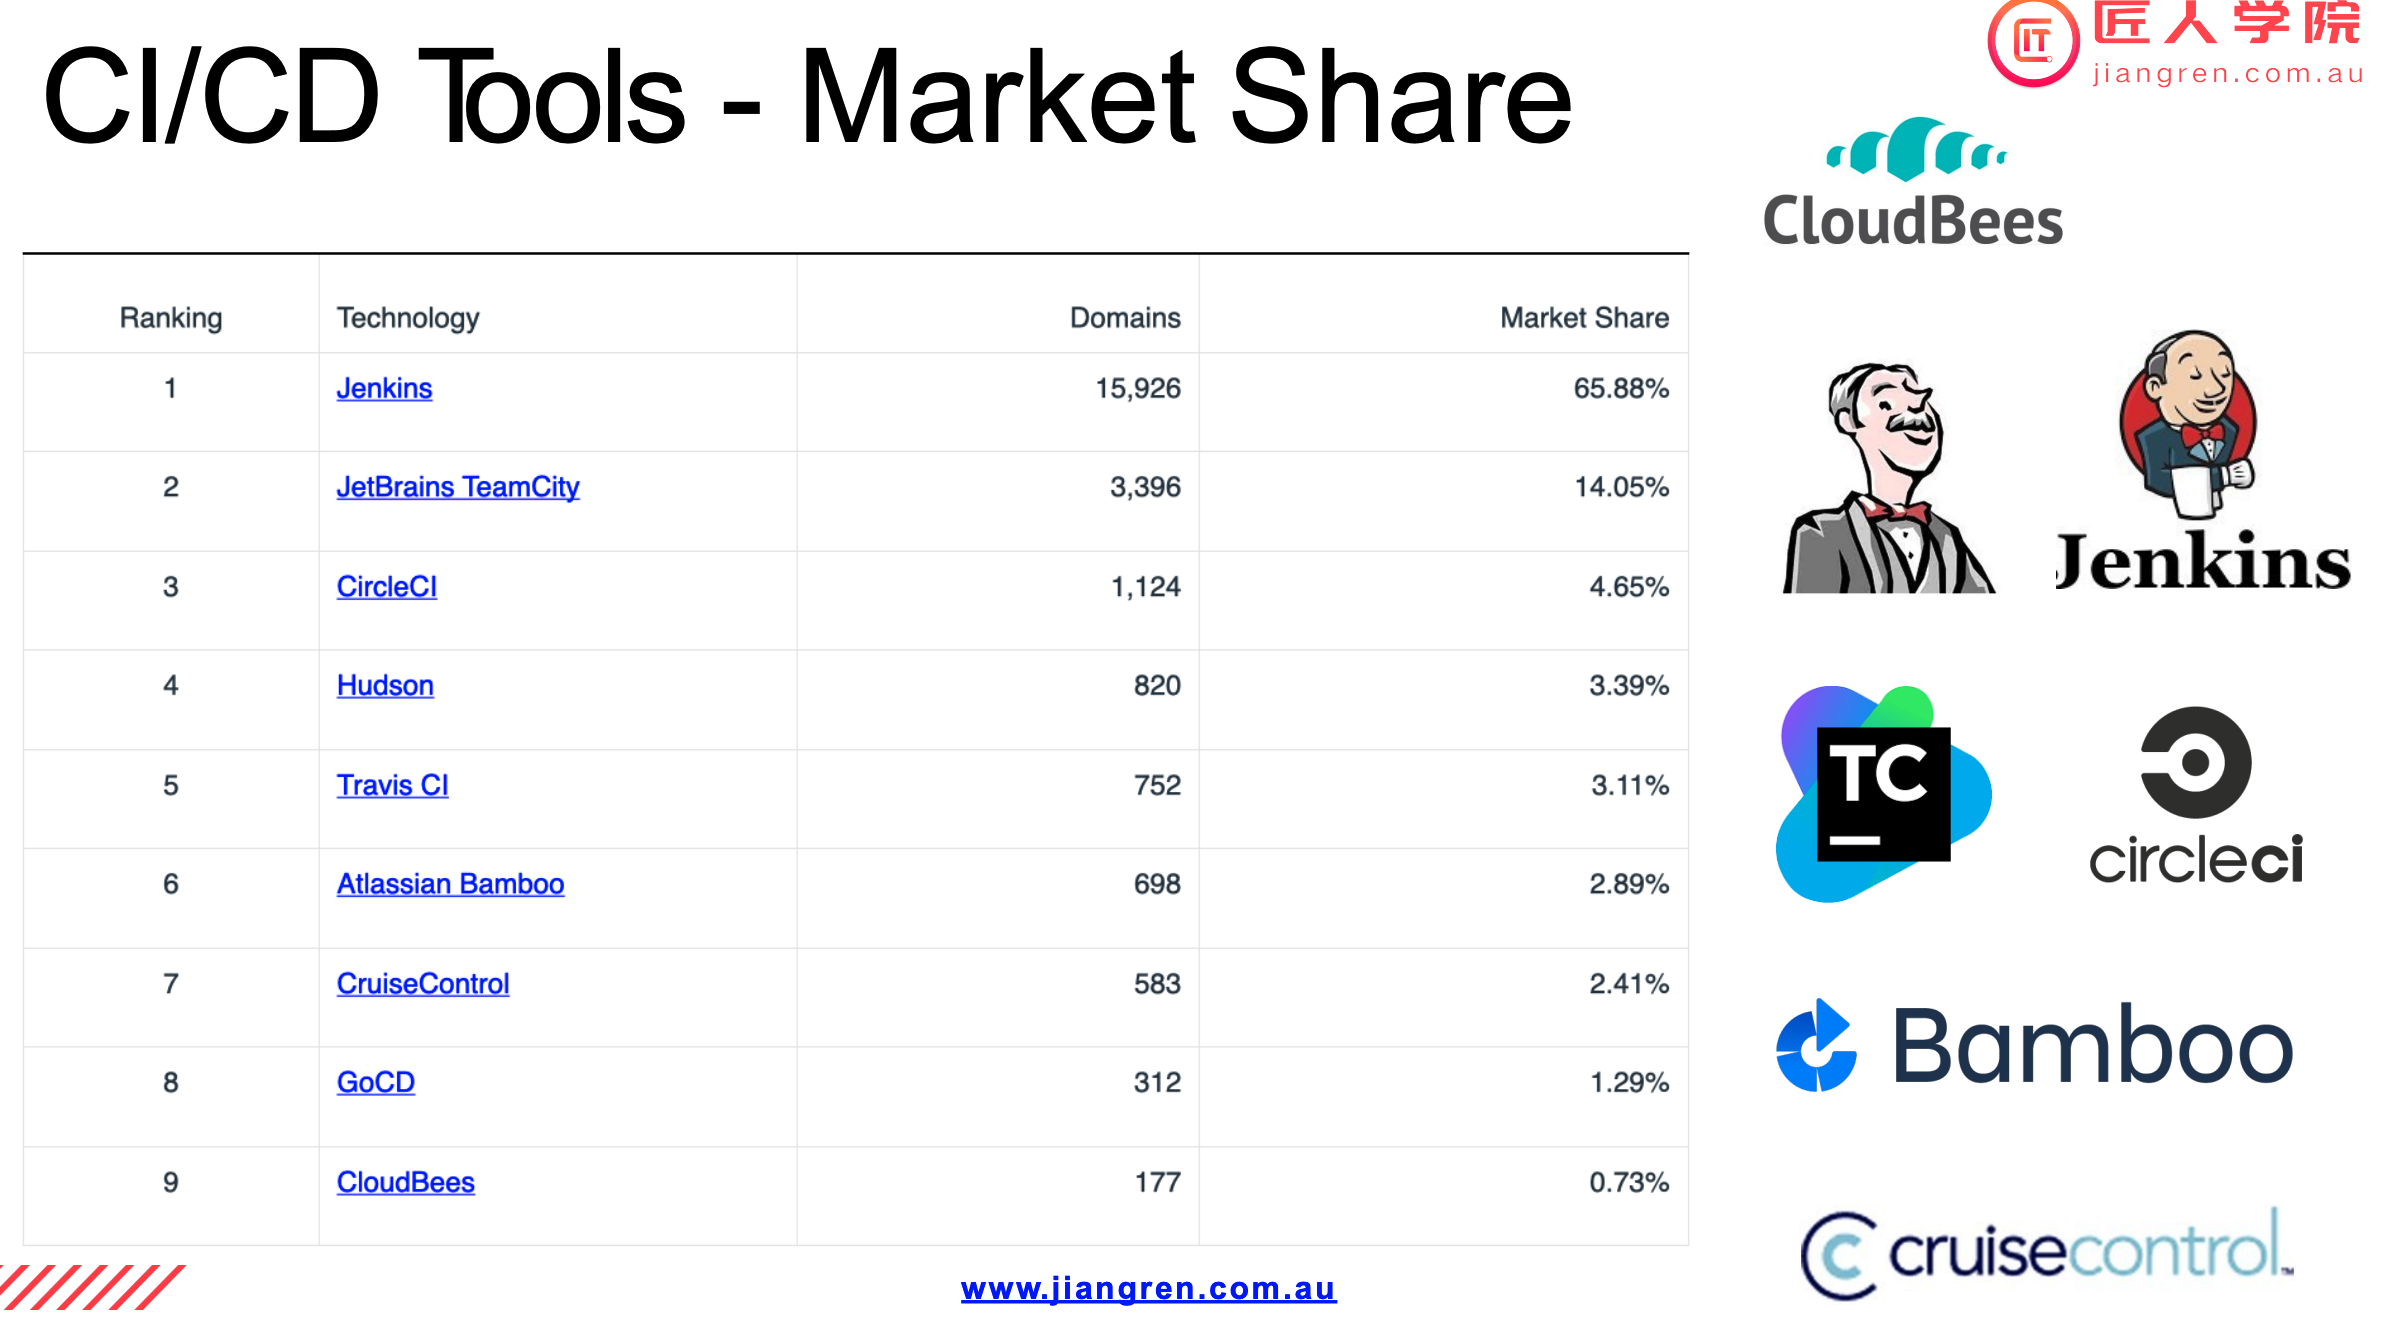 CI/CD Tools - Market Share
IT
匠人学院
jiangren.com.au
CloudBees
Ranking Technology Domains Market Share
1 Jenkins 15,926 65.88%
2 JetBrains TeamCity 3,396 14.05%
3 CircleCI 1,124 4.65%
4 Hudson 820 3.39%
5 Travis CI 752 3.11%
6 Atlassian Bamboo 698 2.89%
7 CruiseControl 583 2.41%
8 GoCD 312 1.29%
9 CloudBees 177 0.73%
Jenkins
TC
circleci
Bamboo
cruisecontrol.™
www.jiangren.com.au